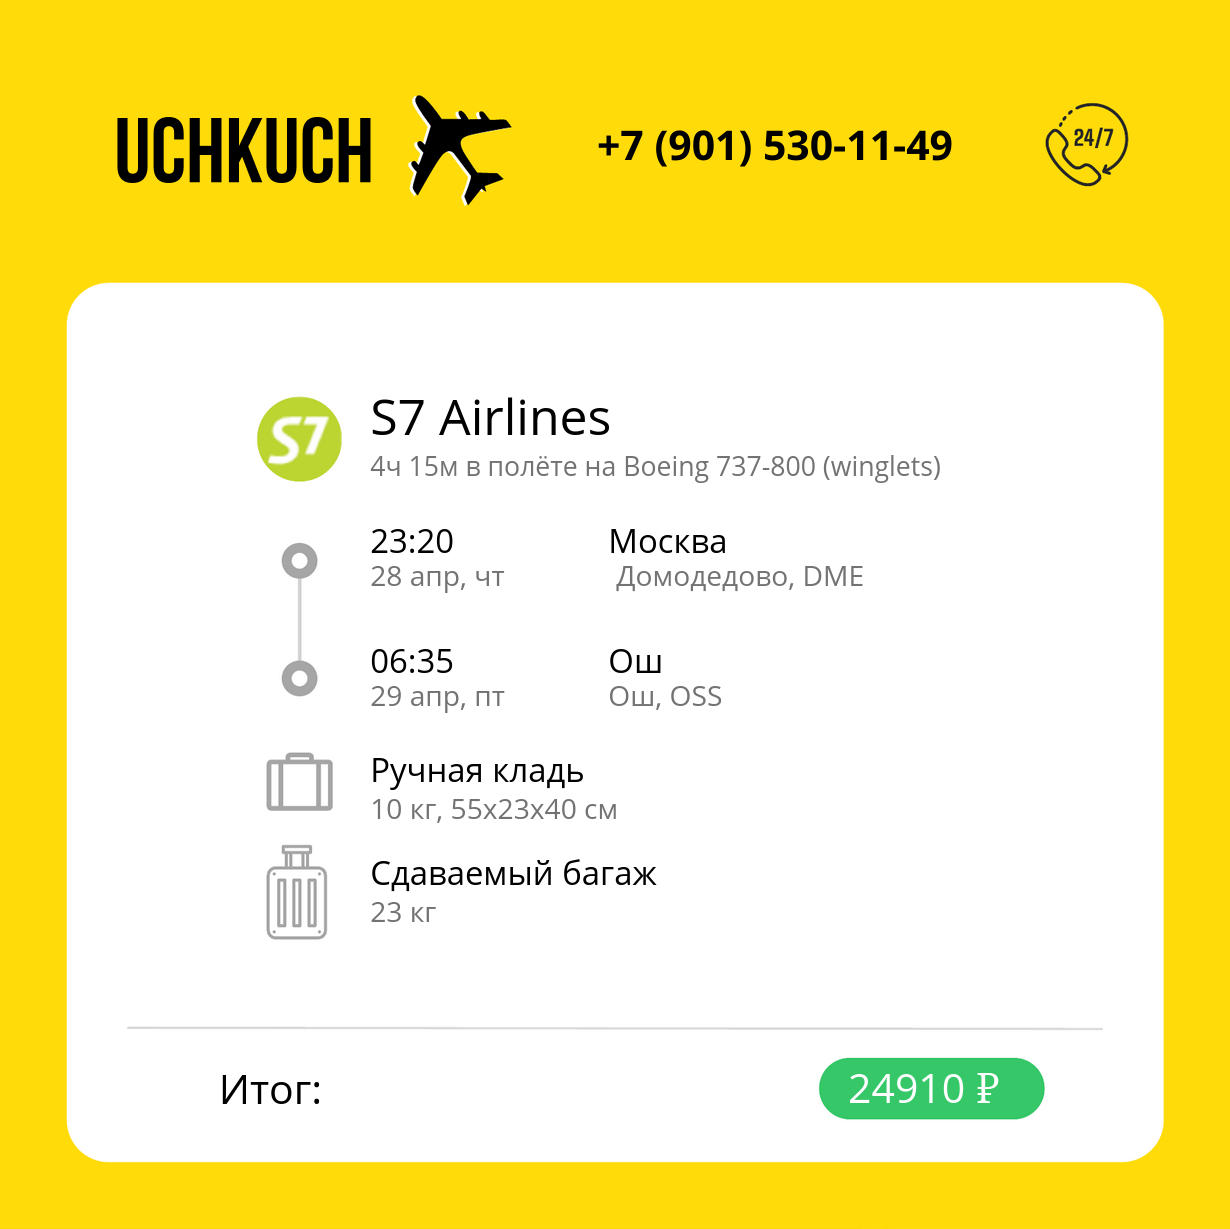 UCHKUCH
+7 (901) 530-11-49
24/7
S7
S7 Airlines
4ч 15м в полёте на Boeing 737-800 (winglets)
23:20 Москва
28 апр, чт Домодедово, DME
06:35 Ош
29 апр, пт Ош, OSS
Ручная кладь
10 кг, 55x23x40 см
Сдаваемый багаж
23 кг
Итог: 24910 ₽